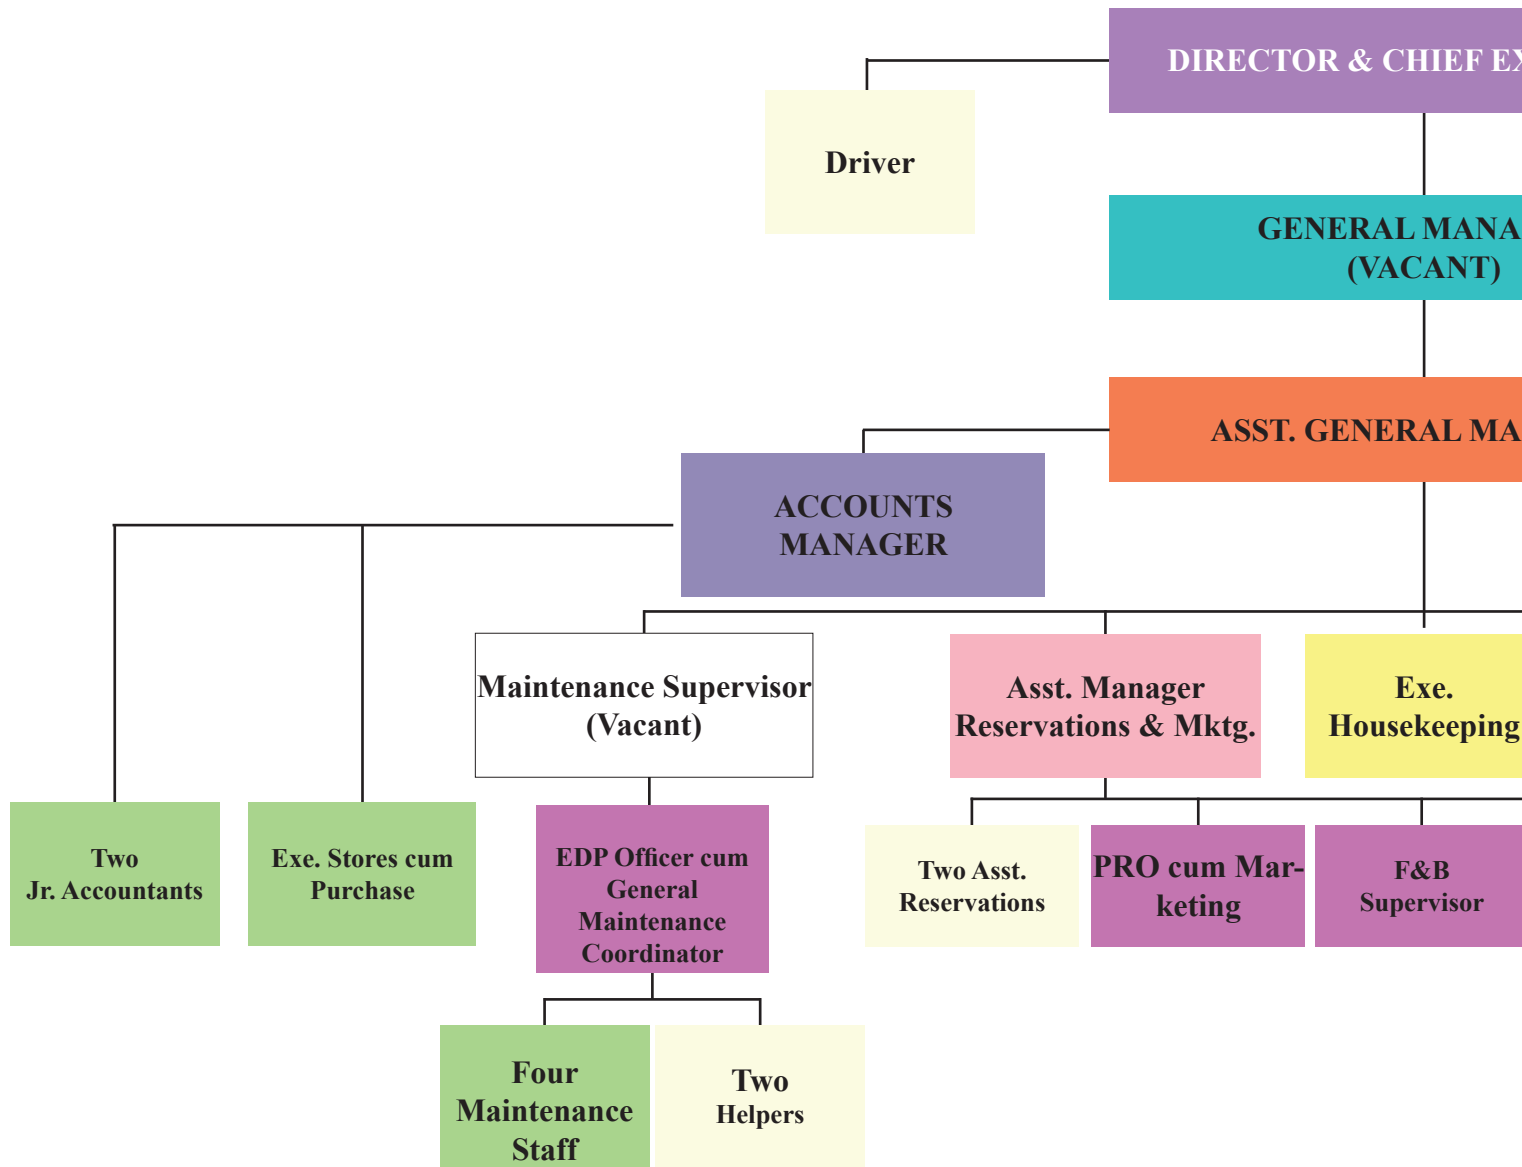 DIRECTOR & CHIEF EX
Driver
GENERAL MANA
(VACANT)
ASST. GENERAL MA
ACCOUNTS
MANAGER
Maintenance Supervisor
(Vacant)
Asst. Manager
Reservations & Mktg.
Exe.
Housekeeping
Two
Jr. Accountants
Exe. Stores cum
Purchase
EDP Officer cum
General
Maintenance
Coordinator
Two Asst.
Reservations
PRO cum Mar-
keting
F&B
Supervisor
Four
Maintenance
Staff
Two
Helpers